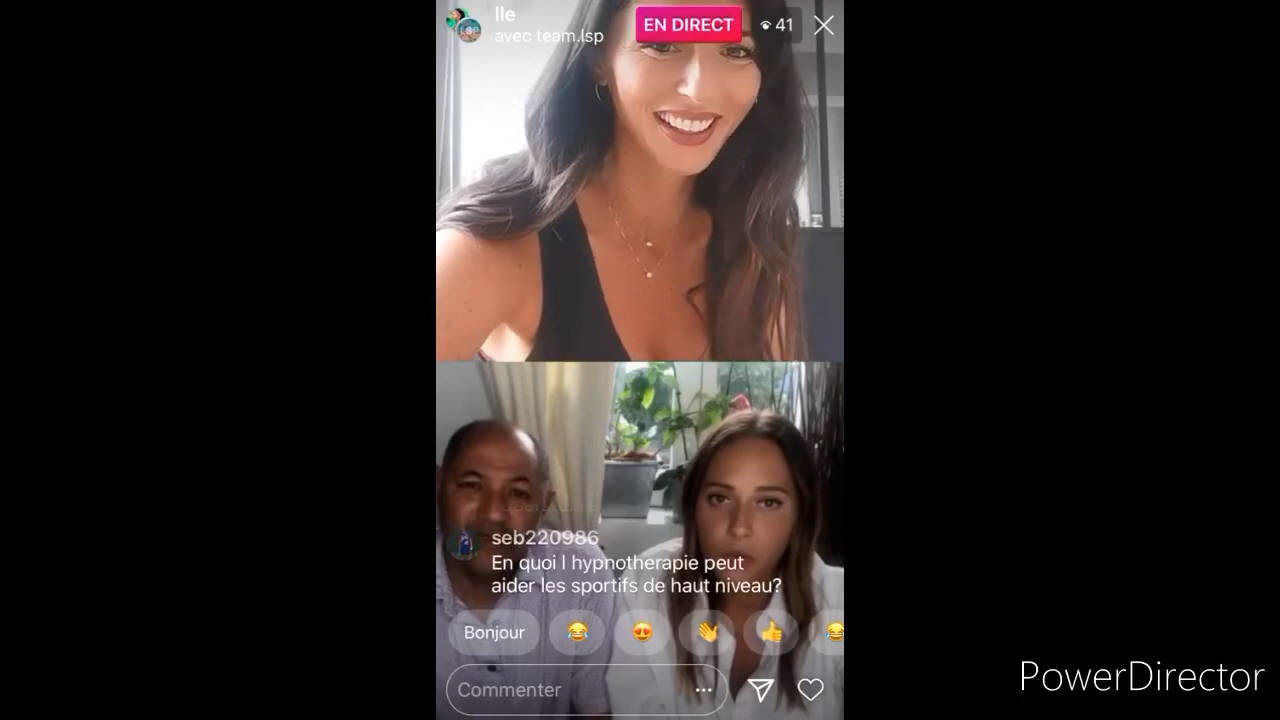 lle
avec team.lsp
EN DIRECT
41
seb220986
En quoi l hypnotherapie peut
aider les sportifs de haut niveau?
Bonjour
Commenter
PowerDirector